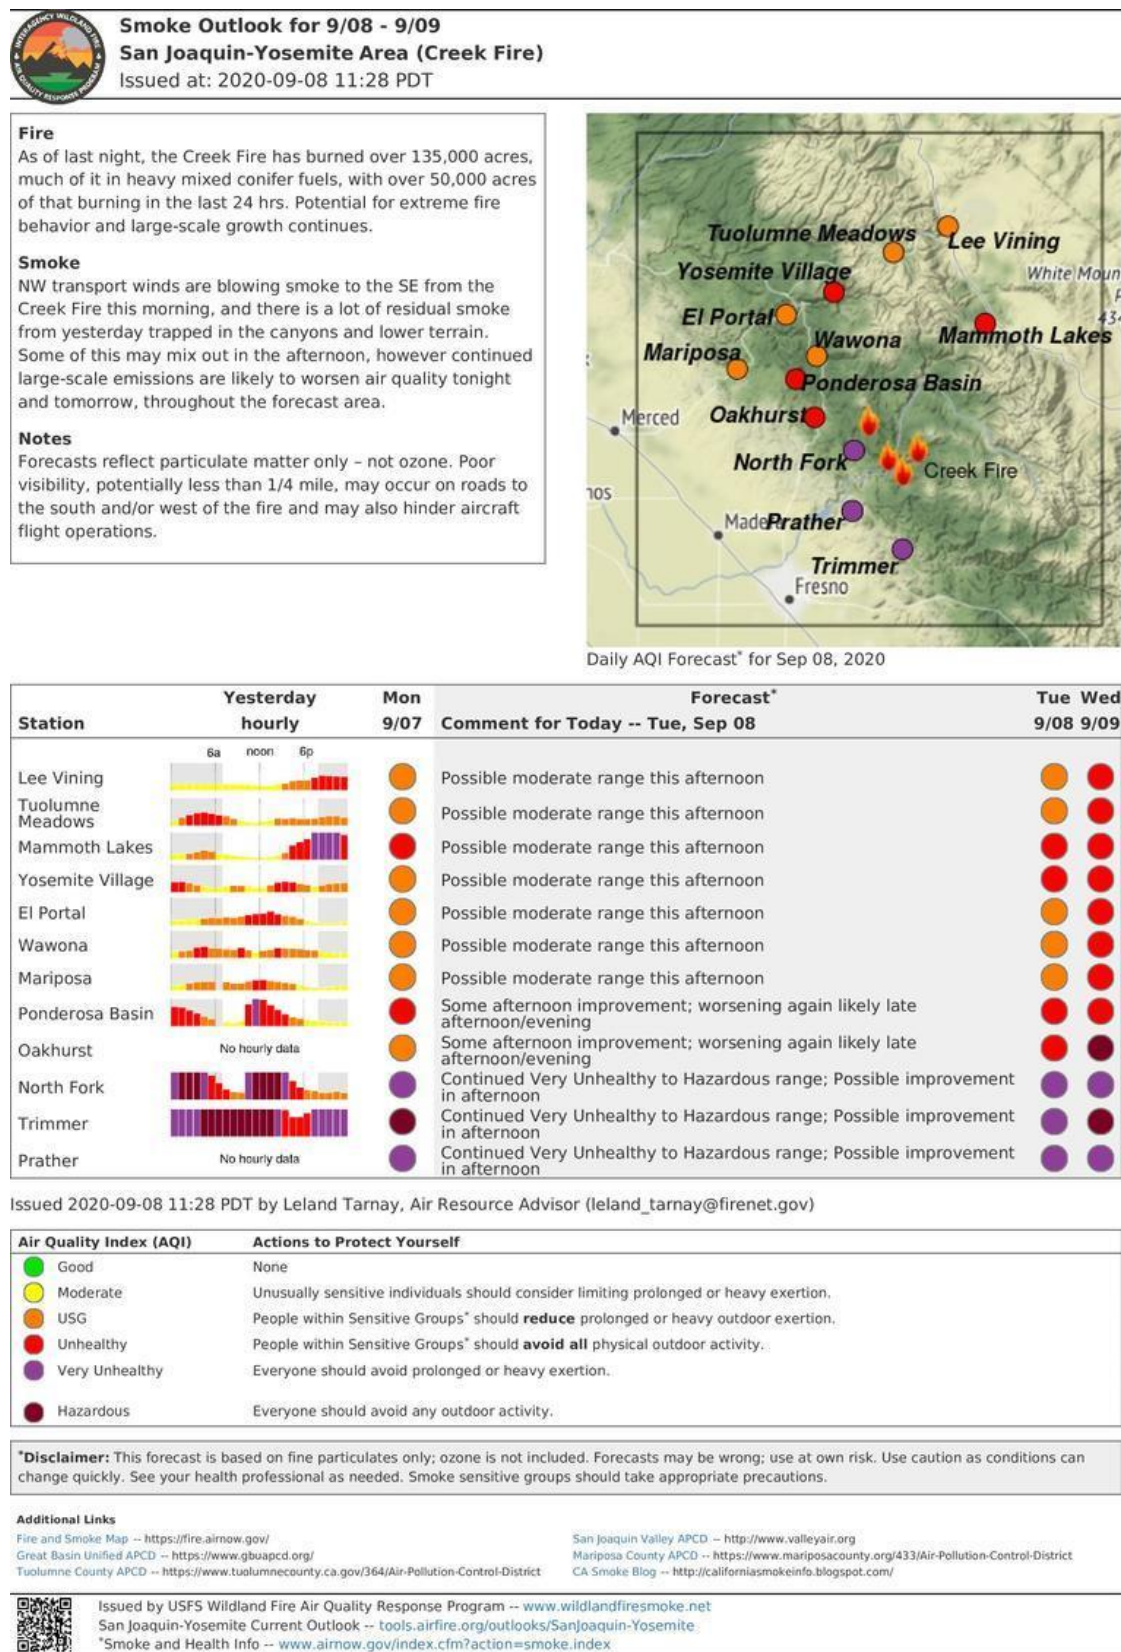 INTERAGENCY WILDLAND FIRE
AIR QUALITY RESPONSE PROGRAM
Smoke Outlook for 9/08 - 9/09
San Joaquin-Yosemite Area (Creek Fire)
Issued at: 2020-09-08 11:28 PDT
Fire
As of last night, the Creek Fire has burned over 135,000 acres,
much of it in heavy mixed conifer fuels, with over 50,000 acres
of that burning in the last 24 hrs. Potential for extreme fire
behavior and large-scale growth continues.
Smoke
NW transport winds are blowing smoke to the SE from the
Creek Fire this morning, and there is a lot of residual smoke
from yesterday trapped in the canyons and lower terrain.
Some of this may mix out in the afternoon, however continued
large-scale emissions are likely to worsen air quality tonight
and tomorrow, throughout the forecast area.
Notes
Forecasts reflect particulate matter only – not ozone. Poor
visibility, potentially less than 1/4 mile, may occur on roads to
the south and/or west of the fire and may also hinder aircraft
flight operations.
Tuolumne Meadows
Lee Vining
Yosemite Village
White Moun
El Portal
434
Wawona
Mammoth Lakes
Mariposa
Ponderosa Basin
Merced
Oakhurst
North Fork
Creek Fire
nos
Prather
Trimmer
Fresno
Daily AQI Forecast* for Sep 08, 2020
Yesterday Mon Forecast* Tue Wed
Station hourly 9/07 Comment for Today -- Tue, Sep 08 9/08 9/09
6a noon 6p
Lee Vining Possible moderate range this afternoon
Tuolumne
Meadows Possible moderate range this afternoon
Mammoth Lakes Possible moderate range this afternoon
Yosemite Village Possible moderate range this afternoon
El Portal Possible moderate range this afternoon
Wawona Possible moderate range this afternoon
Mariposa Possible moderate range this afternoon
Ponderosa Basin Some afternoon improvement; worsening again likely late
afternoon/evening
Oakhurst No hourly data Some afternoon improvement; worsening again likely late
afternoon/evening
North Fork Continued Very Unhealthy to Hazardous range; Possible improvement
in afternoon
Trimmer Continued Very Unhealthy to Hazardous range; Possible improvement
in afternoon
Prather No hourly data Continued Very Unhealthy to Hazardous range; Possible improvement
in afternoon
Issued 2020-09-08 11:28 PDT by Leland Tarnay, Air Resource Advisor (leland_tarnay@firenet.gov)
Air Quality Index (AQI) Actions to Protect Yourself
Good None
Moderate Unusually sensitive individuals should consider limiting prolonged or heavy exertion.
USG People within Sensitive Groups* should reduce prolonged or heavy outdoor exertion.
Unhealthy People within Sensitive Groups* should avoid all physical outdoor activity.
Very Unhealthy Everyone should avoid prolonged or heavy exertion.
Hazardous Everyone should avoid any outdoor activity.
*Disclaimer: This forecast is based on fine particulates only; ozone is not included. Forecasts may be wrong; use at own risk. Use caution as conditions can
change quickly. See your health professional as needed. Smoke sensitive groups should take appropriate precautions.
Additional Links
Fire and Smoke Map -- https://fire.airnow.gov/
Great Basin Unified APCD -- https://www.gbuapcd.org/
Tuolumne County APCD -- https://www.tuolumnecounty.ca.gov/364/Air-Pollution-Control-District
San Joaquin Valley APCD -- http://www.valleyair.org
Mariposa County APCD -- https://www.mariposacounty.org/433/Air-Pollution-Control-District
CA Smoke Blog -- http://californiasmokeinfo.blogspot.com/
Issued by USFS Wildland Fire Air Quality Response Program -- www.wildlandfiresmoke.net
San Joaquin-Yosemite Current Outlook -- tools.airfire.org/outlooks/SanJoaquin-Yosemite
*Smoke and Health Info -- www.airnow.gov/index.cfm?action=smoke.index